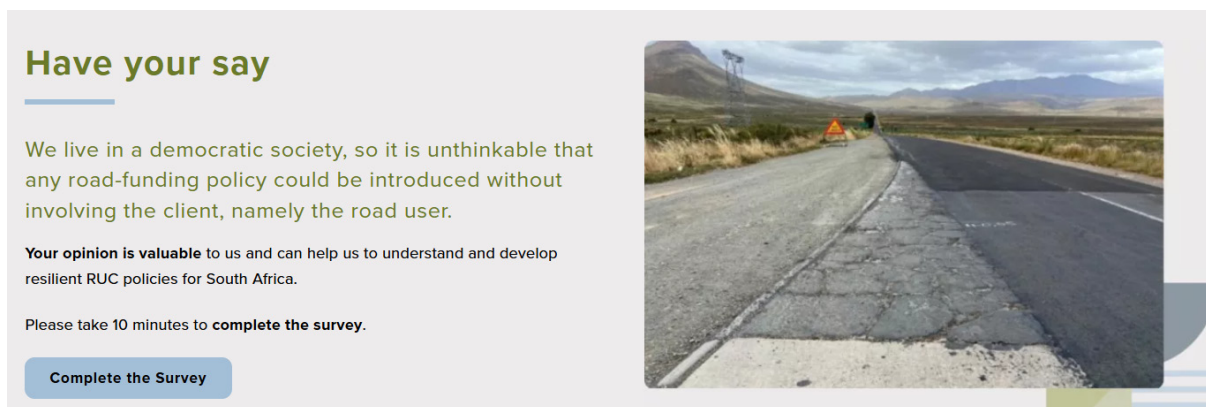 Have your say
We live in a democratic society, so it is unthinkable that
any road-funding policy could be introduced without
involving the client, namely the road user.
Your opinion is valuable to us and can help us to understand and develop
resilient RUC policies for South Africa.
Please take 10 minutes to complete the survey.
Complete the Survey